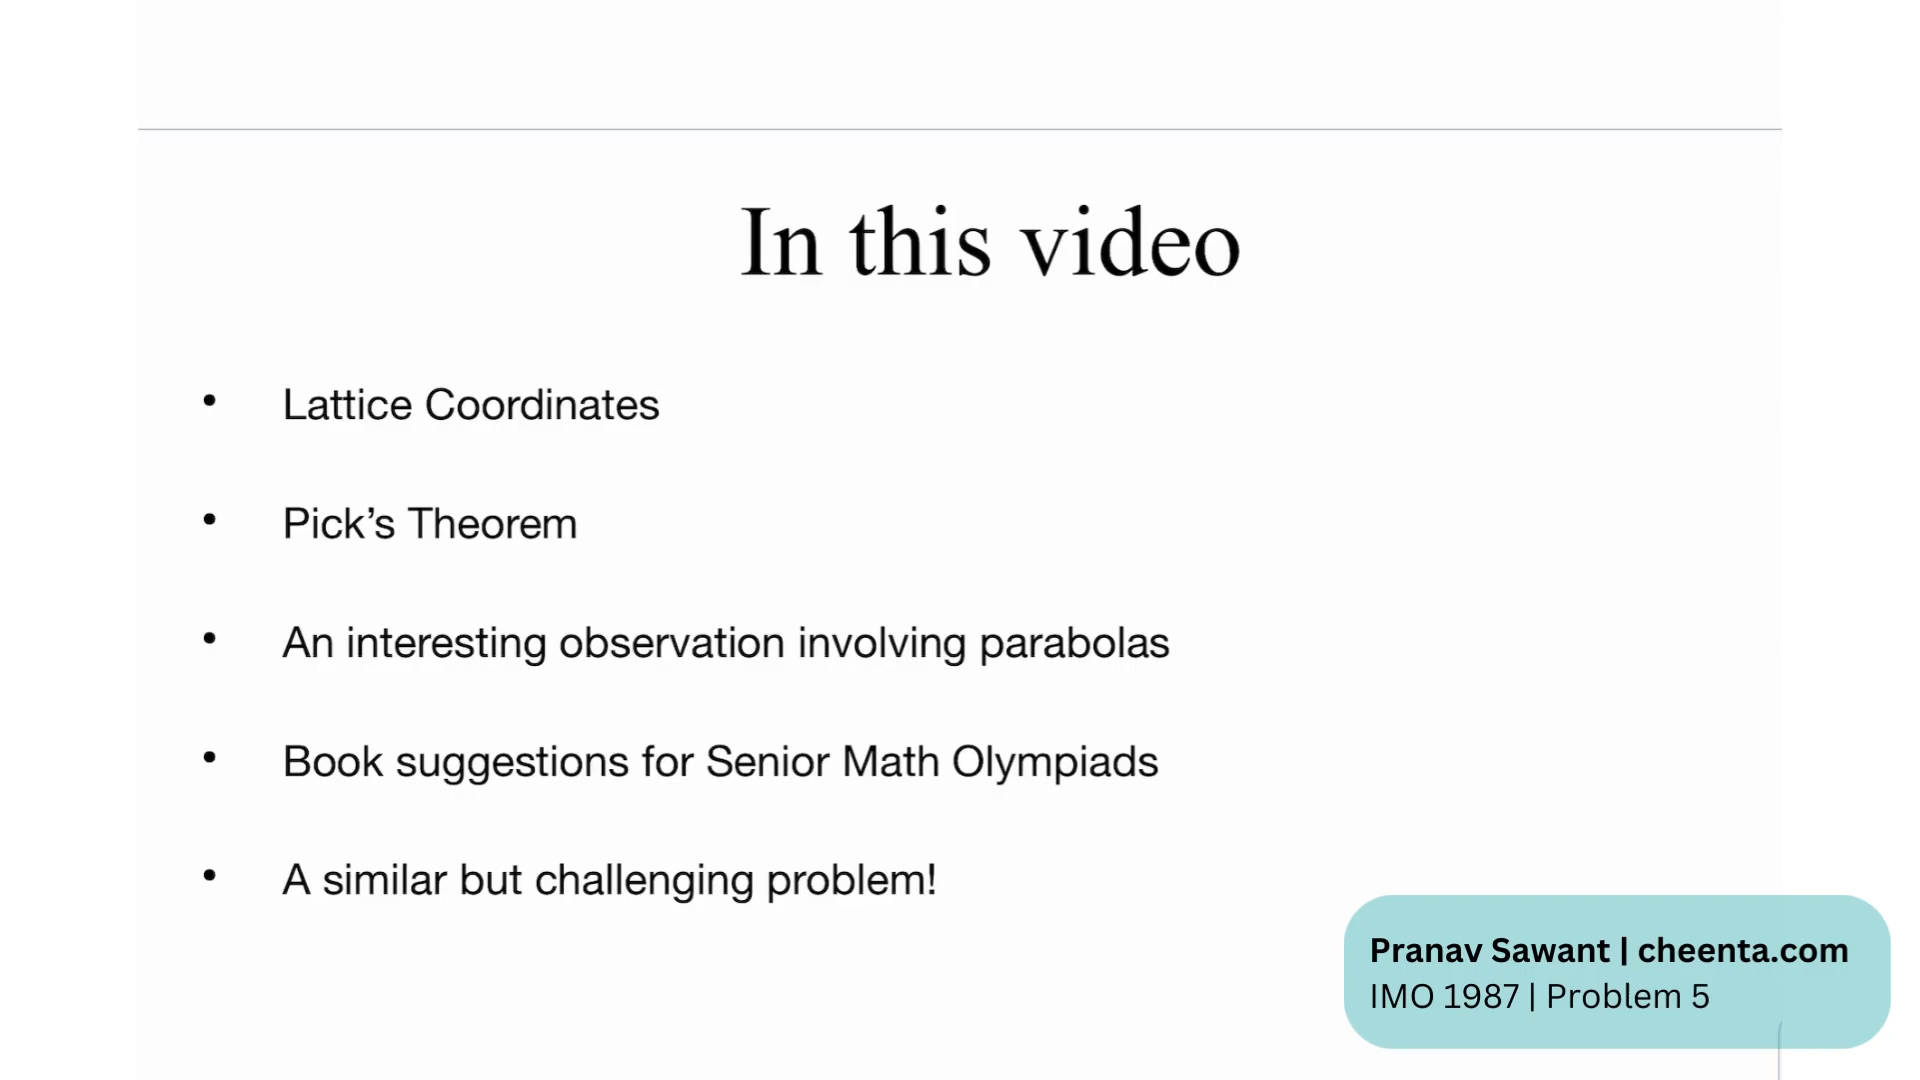 In this video
• Lattice Coordinates
• Pick’s Theorem
• An interesting observation involving parabolas
• Book suggestions for Senior Math Olympiads
• A similar but challenging problem!
Pranav Sawant | cheenta.com
IMO 1987 | Problem 5